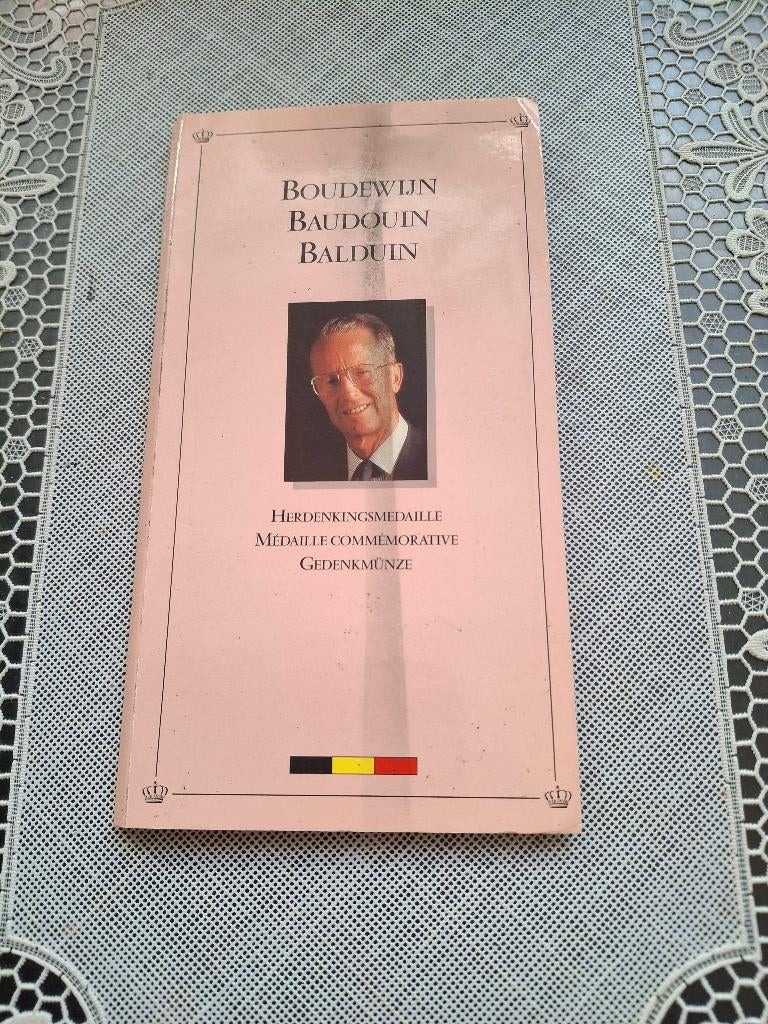 BOUDEWIJN
BAUDOUIN
BALDUIN
HERDENKINGSMEDAILLE
MÉDAILLE COMMÉMORATIVE
GEDENKMÜNZE